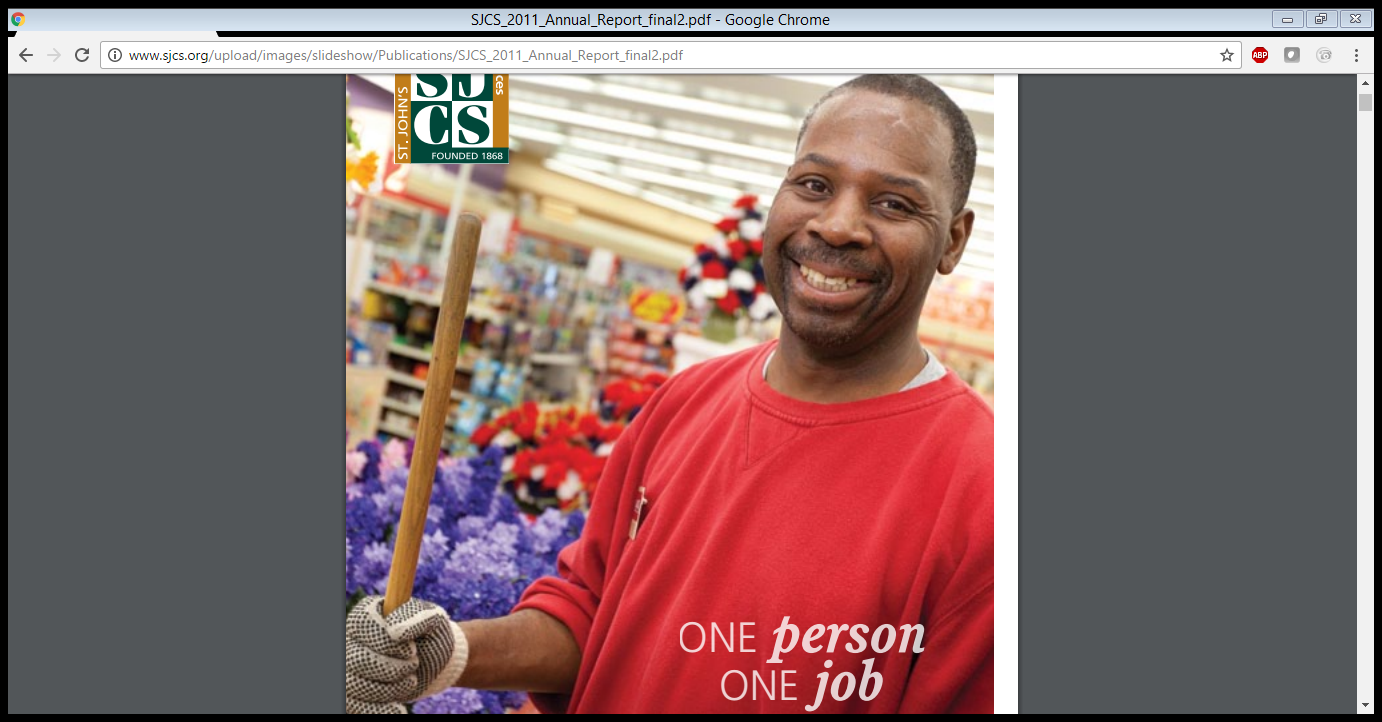 SJCS_2011_Annual_Report_final2.pdf - Google Chrome
www.sjcs.org/upload/images/slideshow/Publications/SJCS_2011_Annual_Report_final2.pdf
ABP
SJ
CS
ST. JOHN'S
ces
FOUNDED 1868
ONE person
ONE job